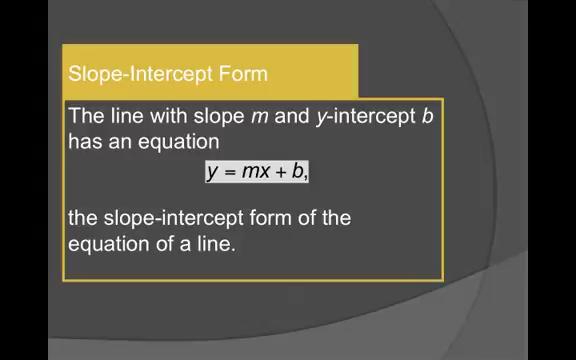 Slope-Intercept Form
The line with slope m and y-intercept b
has an equation
y = mx + b,
the slope-intercept form of the
equation of a line.